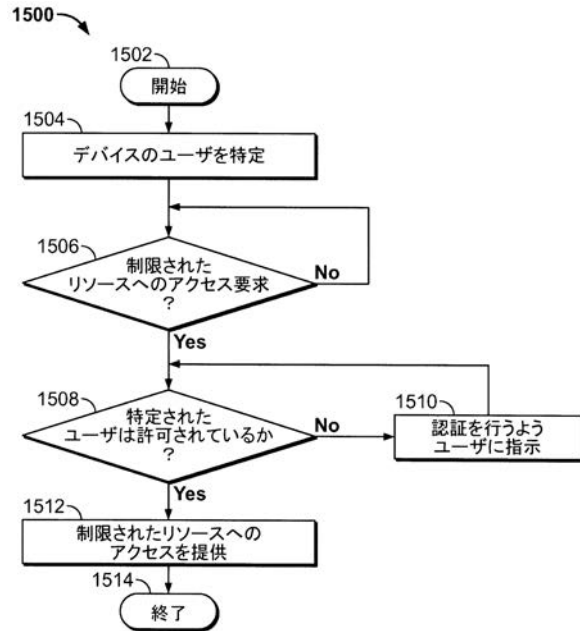 1500
1502
開始
1504
デバイスのユーザを特定
1506
制限された
リソースへのアクセス要求
?
No
Yes
1508
特定された
ユーザは許可されているか
?
No
1510
認証を行うよう
ユーザに指示
Yes
1512
制限されたリソースへの
アクセスを提供
1514
終了